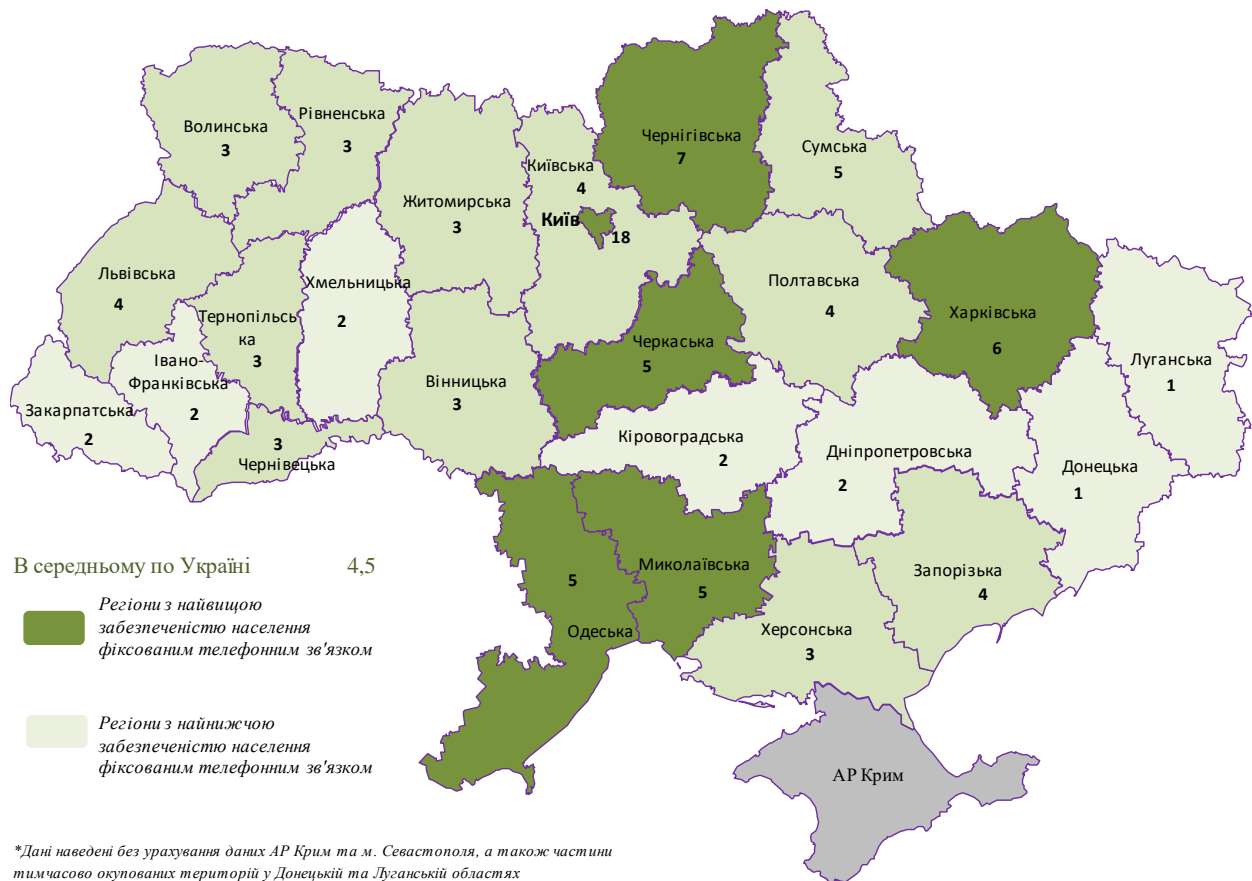 Волинська
3
Рівненська
3
Житомирська
3
Київська
4
Київ
18
Чернігівська
7
Сумська
5
Львівська
4
Тернопільсь
ка
3
Хмельницька
2
Івано-
Франківська
2
Закарпатська
2
3
Чернівецька
Вінницька
3
Черкаська
5
Полтавська
4
Харківська
6
Луганська
1
Кіровоградська
2
Дніпропетровська
2
Донецька
1
5
Одеська
Миколаївська
5
Херсонська
3
Запорізька
4
АР Крим
В середньому по Україні 4,5
Регіони з найвищою
забезпеченістю населення
фіксованим телефонним зв'язком
Регіони з найнижчою
забезпеченістю населення
фіксованим телефонним зв'язком
*Дані наведені без урахування даних АР Крим та м. Севастополя, а також частини
тимчасово окупованих територій у Донецькій та Луганській областях